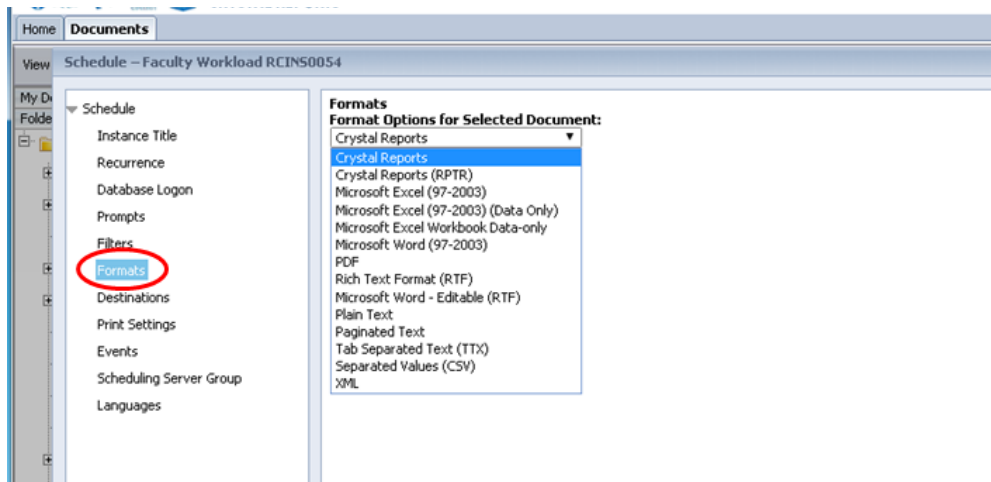 Home Documents
View
Schedule – Faculty Workload RCINS0054
My D
Folde
Schedule
Instance Title
Recurrence
Database Logon
Prompts
Filters
Formats
Destinations
Print Settings
Events
Scheduling Server Group
Languages
Formats
Format Options for Selected Document:
Crystal Reports
Crystal Reports
Crystal Reports (RPTR)
Microsoft Excel (97-2003)
Microsoft Excel (97-2003) (Data Only)
Microsoft Excel Workbook Data-only
Microsoft Word (97-2003)
PDF
Rich Text Format (RTF)
Microsoft Word - Editable (RTF)
Plain Text
Paginated Text
Tab Separated Text (TTX)
Separated Values (CSV)
XML